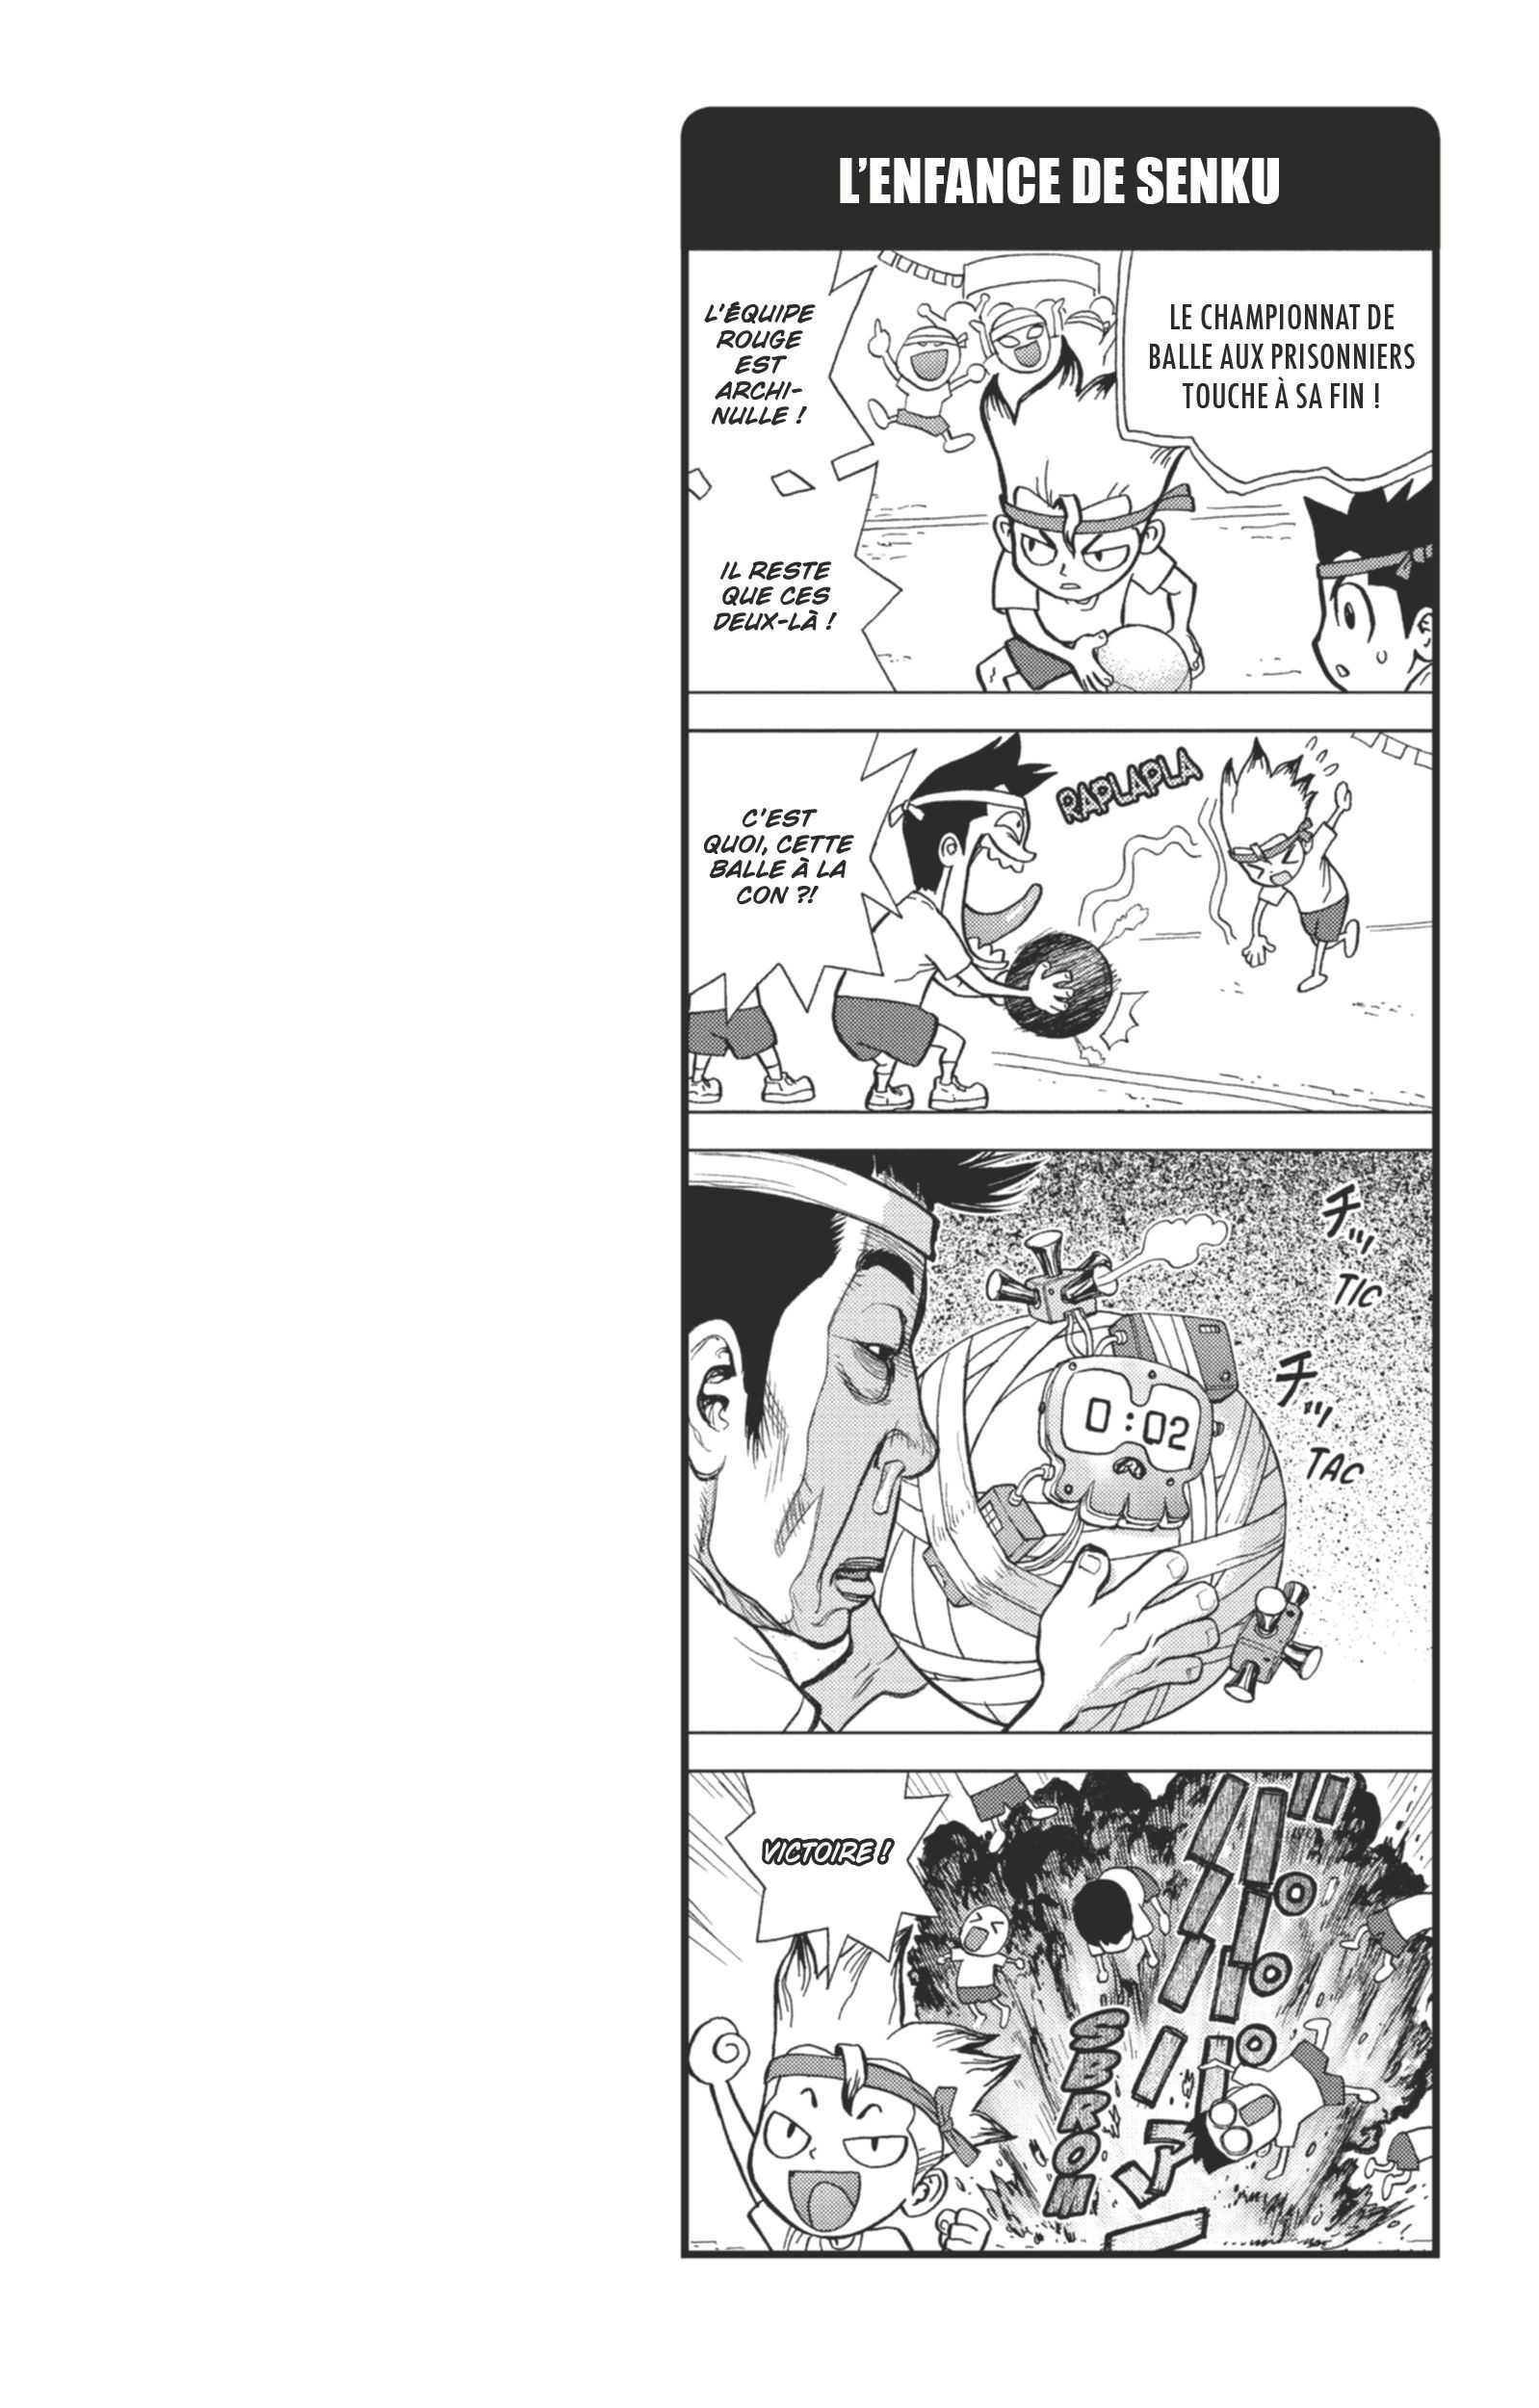 L'ENFANCE DE SENKU
LE CHAMPIONNAT DE
BALLE AUX PRISONNIERS
TOUCHE À SA FIN !
L'ÉQUIPE
ROUGE
EST
ARCHI-
NULLE !
IL RESTE
QUE CES
DEUX-LÀ !
RAPLAPLA
C'EST
QUOI, CETTE
BALLE À LA
CON ?!
チッ
TIC
チッ
TAC
0:02
VICTOIRE !
SBROM